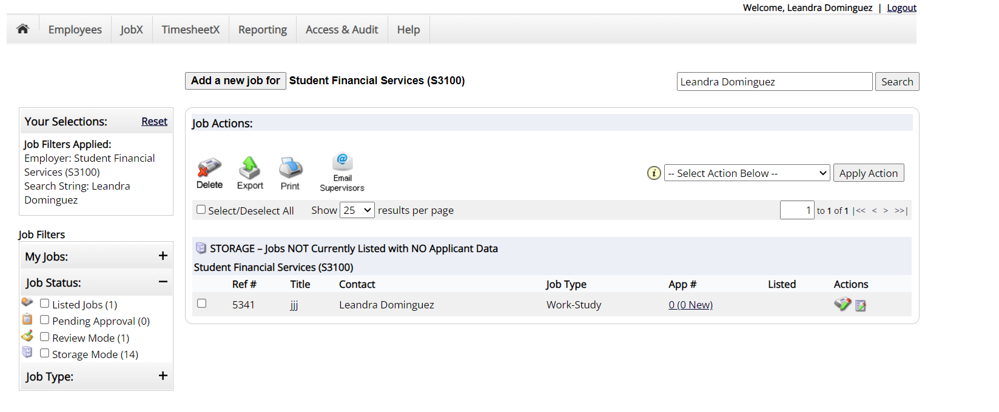 Welcome, Leandra Dominguez | Logout
Employees JobX TimesheetX Reporting Access & Audit Help
Add a new job for Student Financial Services (S3100)
Leandra Dominguez Search
Your Selections: Reset
Job Filters Applied:
Employer: Student Financial
Services (S3100)
Search String: Leandra
Dominguez
Job Filters
My Jobs: +
Job Status: −
Listed Jobs (1)
Pending Approval (0)
Review Mode (1)
Storage Mode (14)
Job Type: +
Job Actions:
Delete Export Print Email
Supervisors
-- Select Action Below -- Apply Action
Select/Deselect All Show 25 results per page 1 to 1 of 1 |<< < > >>|
STORAGE – Jobs NOT Currently Listed with NO Applicant Data
Student Financial Services (S3100)
Ref # Title Contact Job Type App # Listed Actions
5341 jjj Leandra Dominguez Work-Study 0 (0 New)